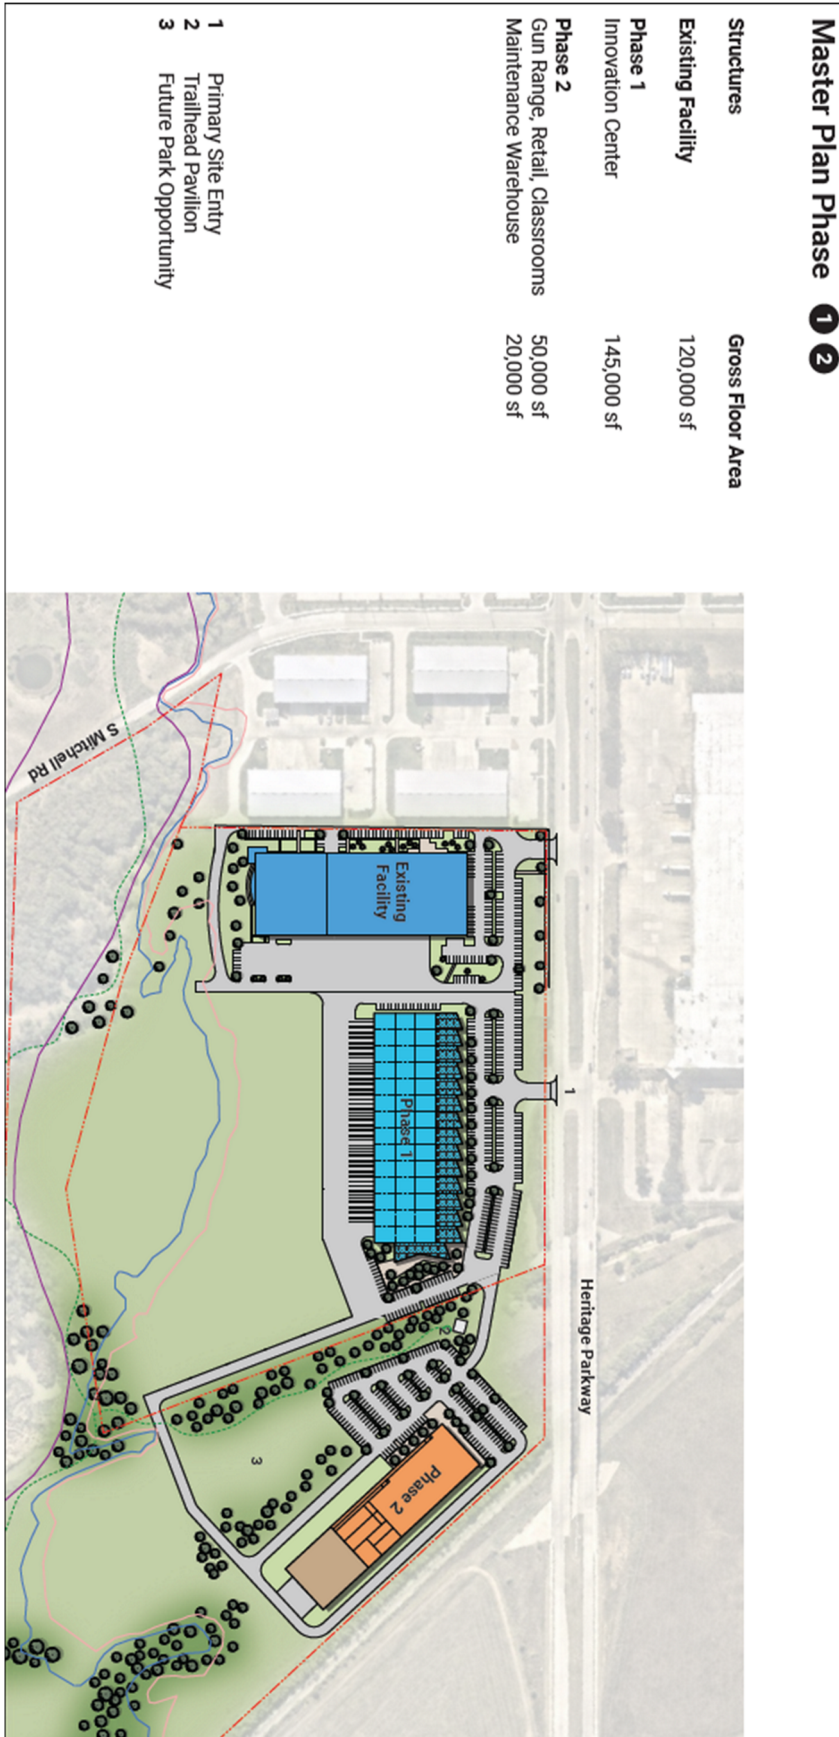 Master Plan Phase 1 2
Structures Gross Floor Area
Existing Facility 120,000 sf
Phase 1
Innovation Center 145,000 sf
Phase 2
Gun Range, Retail, Classrooms 50,000 sf
Maintenance Warehouse 20,000 sf
1 Primary Site Entry
2 Trailhead Pavilion
3 Future Park Opportunity
Heritage Parkway
1
Existing
Facility
Phase 1
2
Phase 2
3
S Mitchell Rd